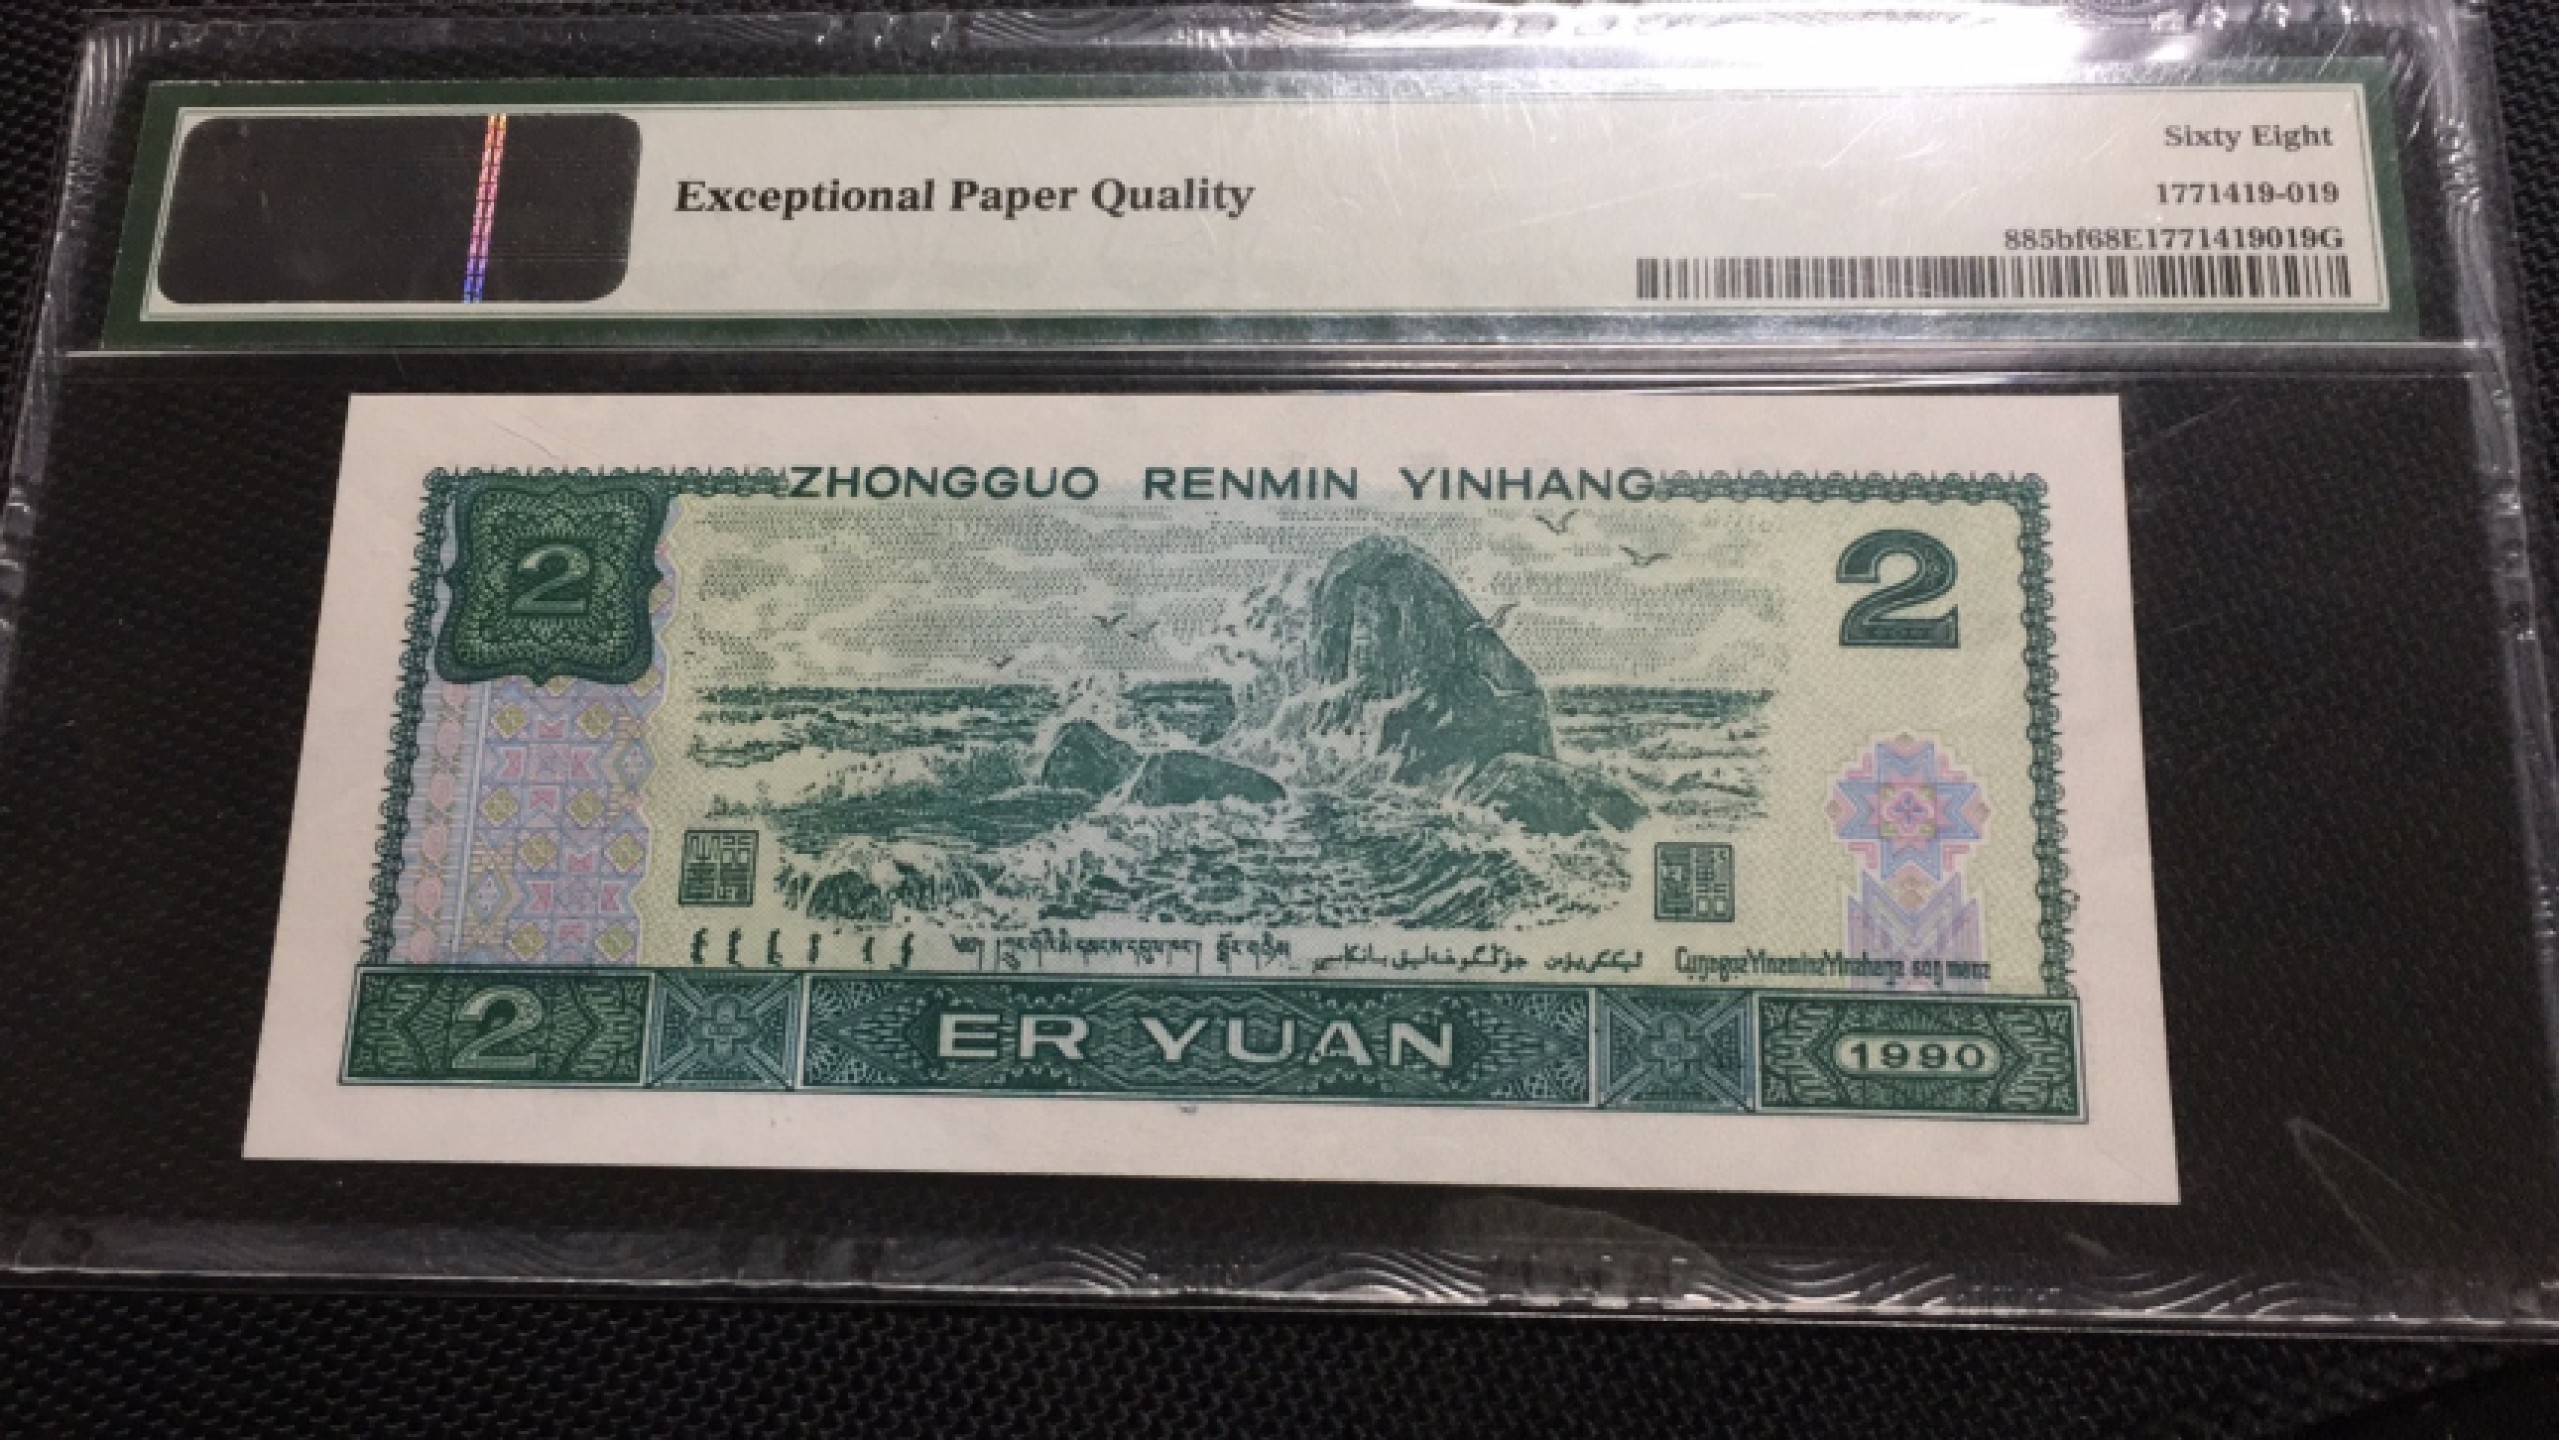 Sixty Eight
Exceptional Paper Quality
1771419-019
885bf68E1771419019G
ZHONGGUO RENMIN YINHANG
2
2
2
ER YUAN
1990